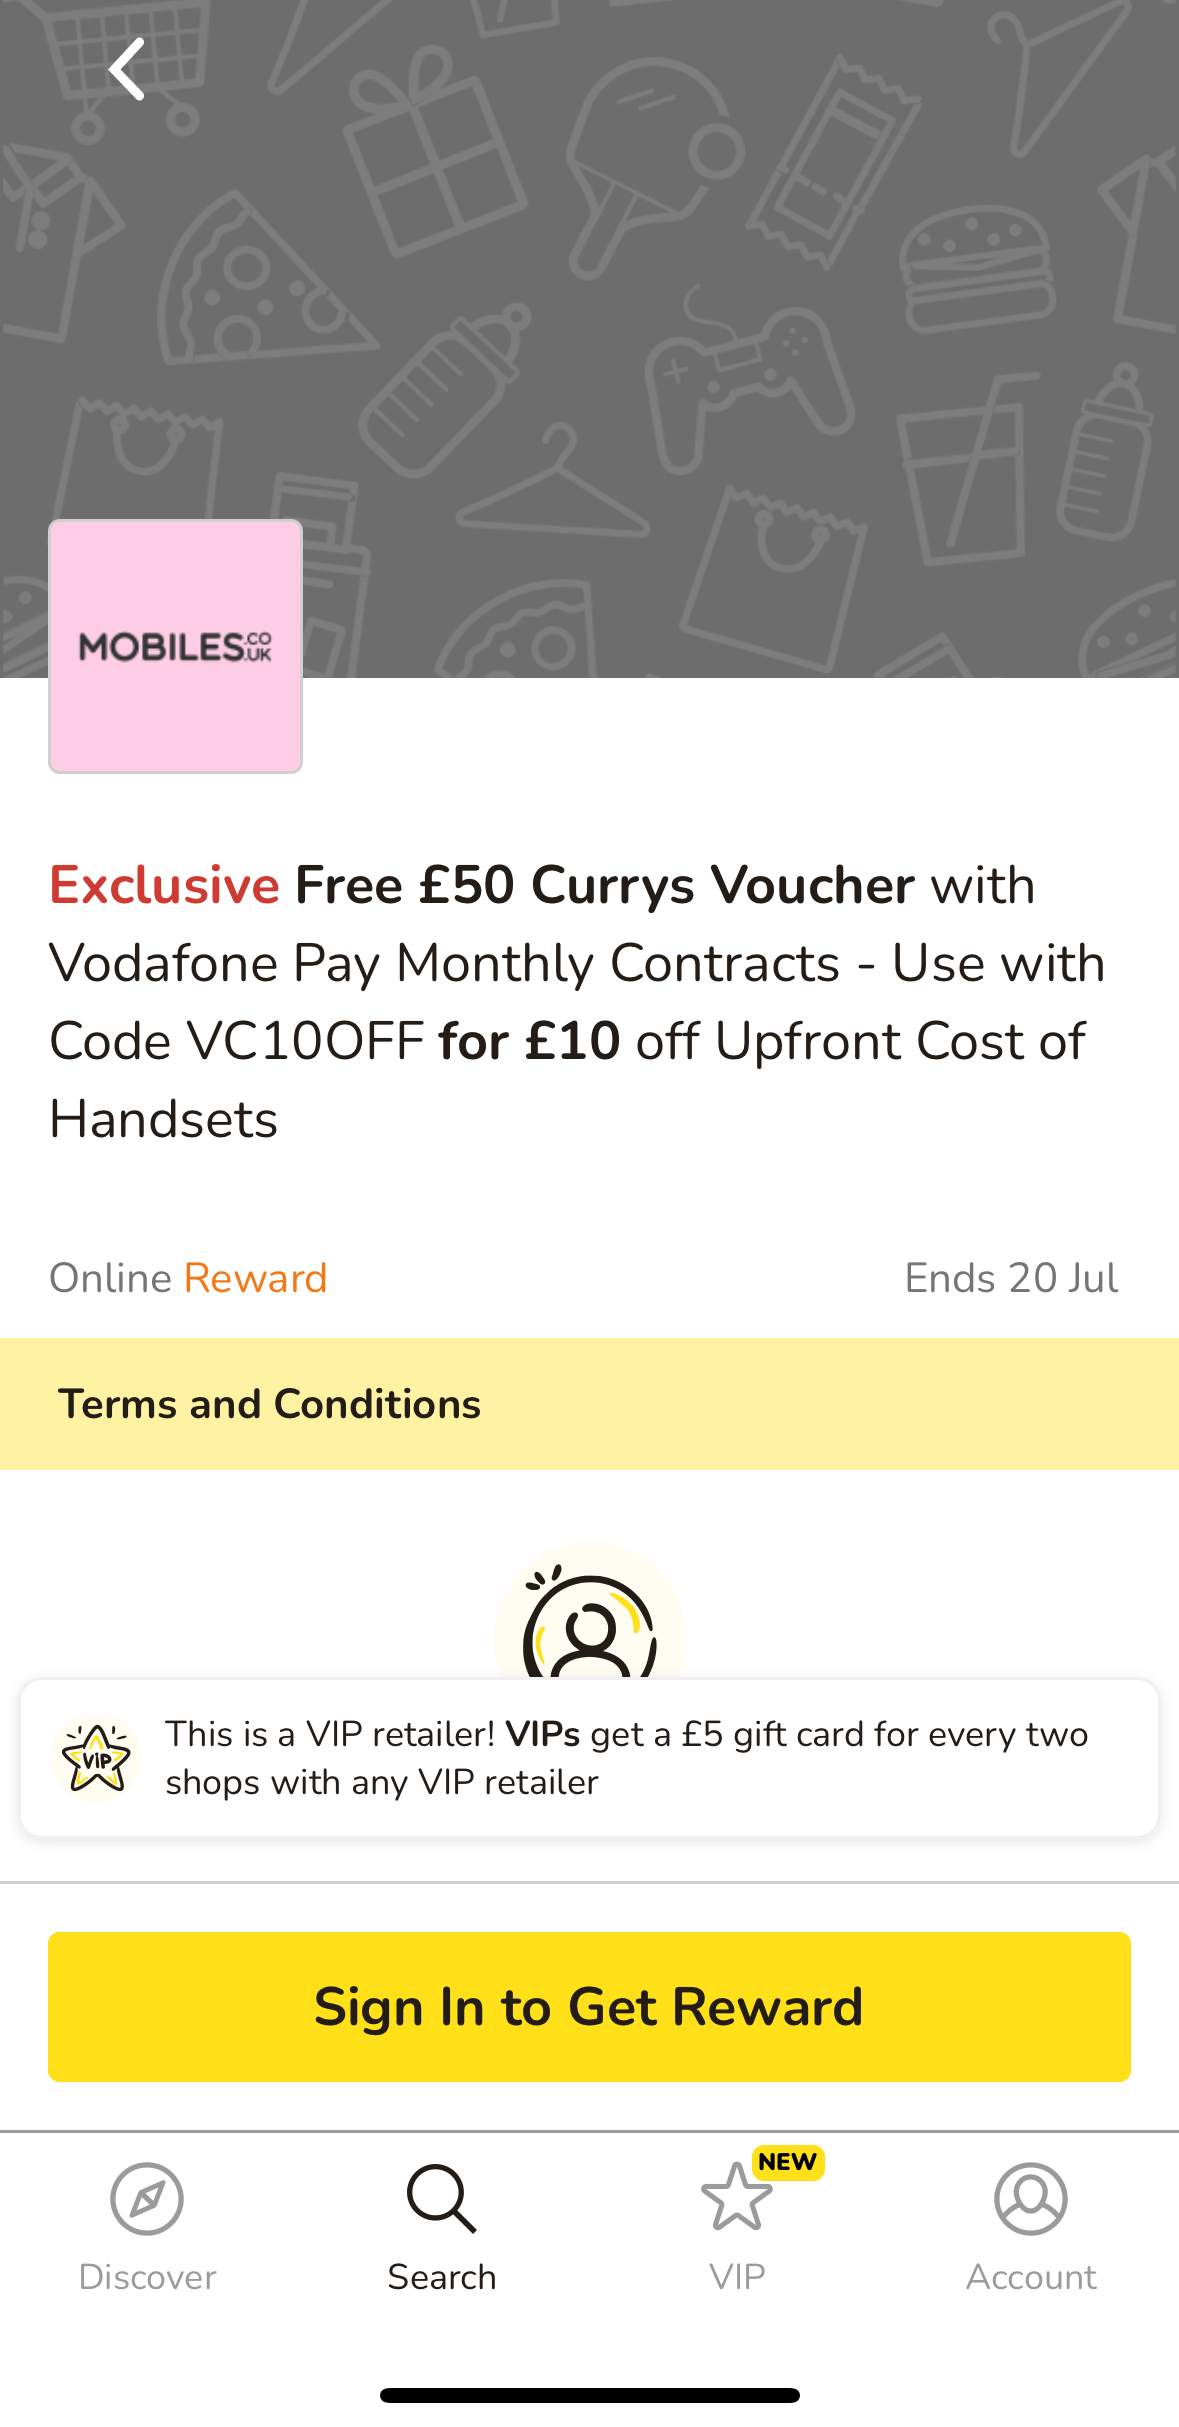 MOBILES.CO.UK
Exclusive Free £50 Currys Voucher with
Vodafone Pay Monthly Contracts - Use with
Code VC10OFF for £10 off Upfront Cost of
Handsets
Online Reward
Ends 20 Jul
Terms and Conditions
ViP
This is a VIP retailer! VIPs get a £5 gift card for every two
shops with any VIP retailer
Sign In to Get Reward
NEW
Discover
Search
VIP
Account